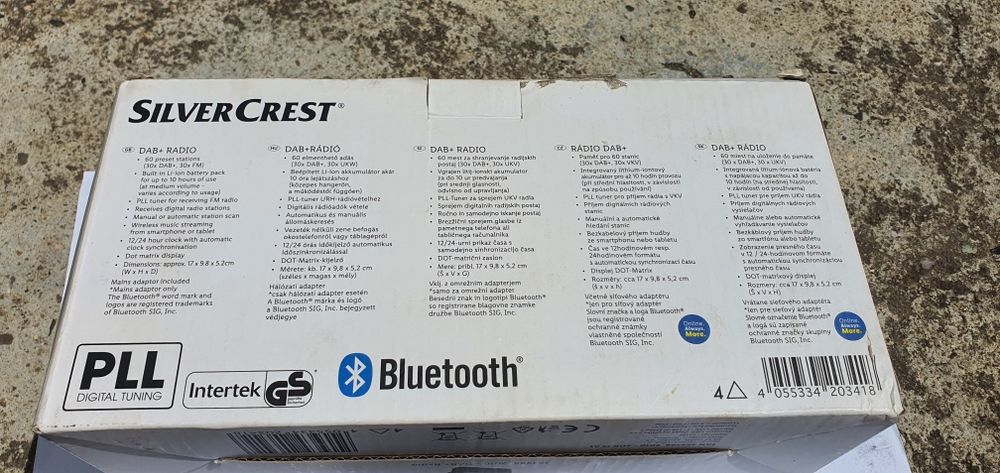 SILVERCREST®
GB DAB+ RADIO
• 60 preset stations
(30x DAB+, 30x FM)
• Built-in Li-ion battery pack
for up to 10 hours of use
(at medium volume -
varies according to usage)
• PLL tuner for receiving FM radio
• Receives digital radio stations
• Manual or automatic station scan
• Wireless music streaming
from smartphone or tablet
• 12/24 hour clock with automatic
clock synchronisation
• Dot matrix display
• Dimensions: approx. 17 x 9.8 x 5.2cm
(W x H x D)
Mains adaptor included
*Mains adaptor only
The Bluetooth® word mark and
logos are registered trademarks
of Bluetooth SIG, Inc.
HU DAB+RÁDIÓ
• 60 elmenthető adás
(30x DAB+, 30x UKW)
• Beépített Li-ion akkumulátor akár
10 óra lejátszáshoz
(közepes hangerőn,
a működéstől függően)
• PLL-tuner URH-rádióvételhez
• Digitális rádióadók vétele
• Automatikus és manuális
állomáskeresés
• Vezeték nélküli zene befogás
okostelefonról vagy táblagépről
• 12/24 órás időkijelző automatikus
időszinkronizálással
• DOT-Matrix-kijelző
• Mérete: kb. 17 x 9,8 x 5,2 cm
(széles x magas x mély)
Hálózati adapter
*csak hálózati adapter esetén
A Bluetooth® márka és logó
a Bluetooth SIG, Inc. bejegyzett
védjegye
SI DAB+ RADIO
• 60 mest za shranjevanje radijskih
postaj (30x DAB+, 30x UKV)
• Vgrajen litij-ionski akumulator
za do 10 ur predvajanja
(pri srednji glasnosti,
odvisno od upravljanja)
• PLL-Tuner za sprejem UKV radia
• Sprejem digitalnih radijskih postaj
• Ročno in samodejno iskanje postaj
• Brezžični sprejem glasbe iz
pametnega telefona ali
tabličnega računalnika
• 12/24-urni prikaz časa s
samodejno sinhronizacijo časa
• DOT-matrični zaslon
• Mere: pribl. 17 x 9,8 x 5,2 cm
(Š x V x G)
Vklj. z omrežnim adapterjem
*samo za omrežni adapter
Besedni znak in logotipi Bluetooth®
so registrirane blagovne znamke
družbe Bluetooth SIG, Inc.
CZ RÁDIO DAB+
• Paměť pro 60 stanic
(30x DAB+, 30x VKV)
• Integrovaný lithium-ionový
akumulátor pro až 10 hodin provozu
(při střední hlasitosti, v závislosti
na způsobu používání)
• PLL tuner pro příjem rádia v VKV
• Příjem digitálních rádiových
stanic
• Manuální a automatické
hledání stanic
• Bezkabelový příjem hudby
ze smartphonu nebo tabletu
• Čas ve 12hodinovém resp.
24hodinovém formátu
s automatickou synchronizací času
• Displej DOT-Matrix
• Rozměry: cca 17 x 9,8 x 5,2 cm
(š x v x h)
Včetně síťového adaptéru
*jen pro síťový adaptér
Slovní značka a loga Bluetooth®
jsou registrované
ochranné známky
vlastněné společností
Bluetooth SIG, Inc.
SK DAB+ RÁDIO
• 60 miest na uloženie do pamäte
(30 x DAB+, 30 x UKV)
• Integrovaná lítium-iónová batéria
s napájacou kapacitou až do
10 hodín (na strednej hlasitosti,
v závislosti od používania)
• PLL tuner pre príjem UKV rádia
• Príjem digitálnych rádiových
vysielačov
• Manuálne alebo automatické
vyhľadávanie vysielačov
• Bezkáblový príjem hudby
zo smartfónu alebo tabletu
• Zobrazenie presného času
v 12 / 24-hodinovom formáte
s automatickou synchronizáciou
presného času
• DOT-matrixový displej
• Rozmery: cca 17 x 9,8 x 5,2 cm
(Š x V x H)
Vrátane sieťového adaptéra
*len pre sieťový adaptér
Slovné označenie Bluetooth®
a logá sú zapísané
ochranné značky skupiny
Bluetooth SIG, Inc.
Online.
Always.
More.
Online.
Always.
More.
PLL
DIGITAL TUNING
Intertek
GS
Bluetooth®
4
4 055334 203418